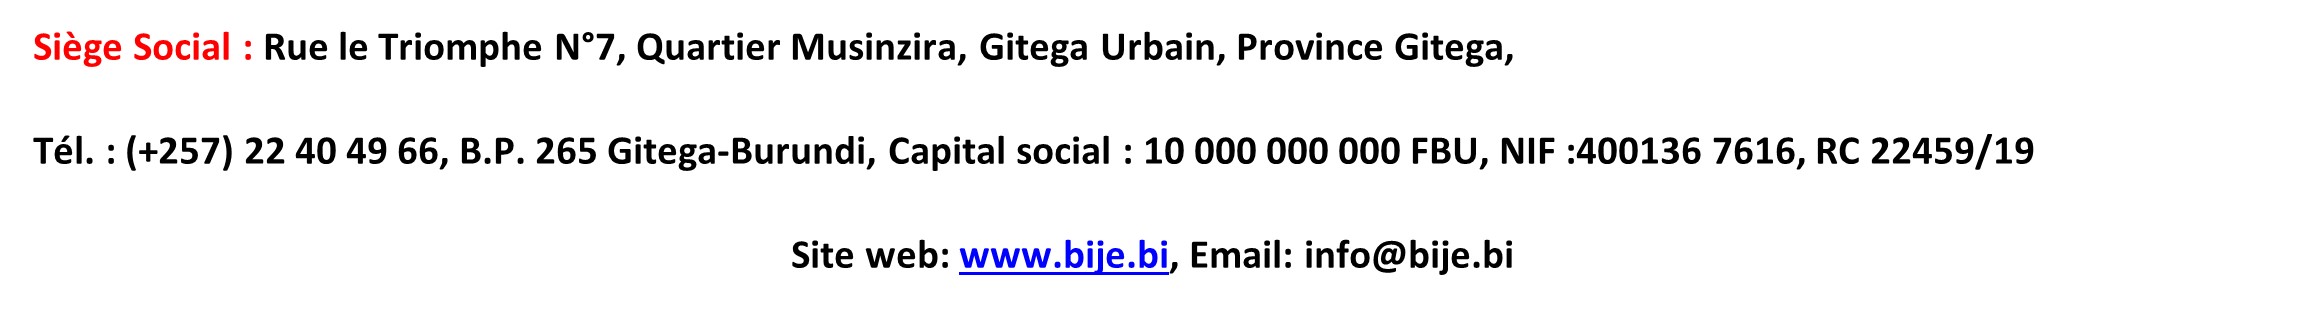 Siège Social : Rue le Triomphe N°7, Quartier Musinzira, Gitega Urbain, Province Gitega,
Tél. : (+257) 22 40 49 66, B.P. 265 Gitega-Burundi, Capital social : 10 000 000 000 FBU, NIF :400136 7616, RC 22459/19
Site web: www.bije.bi, Email: info@bije.bi